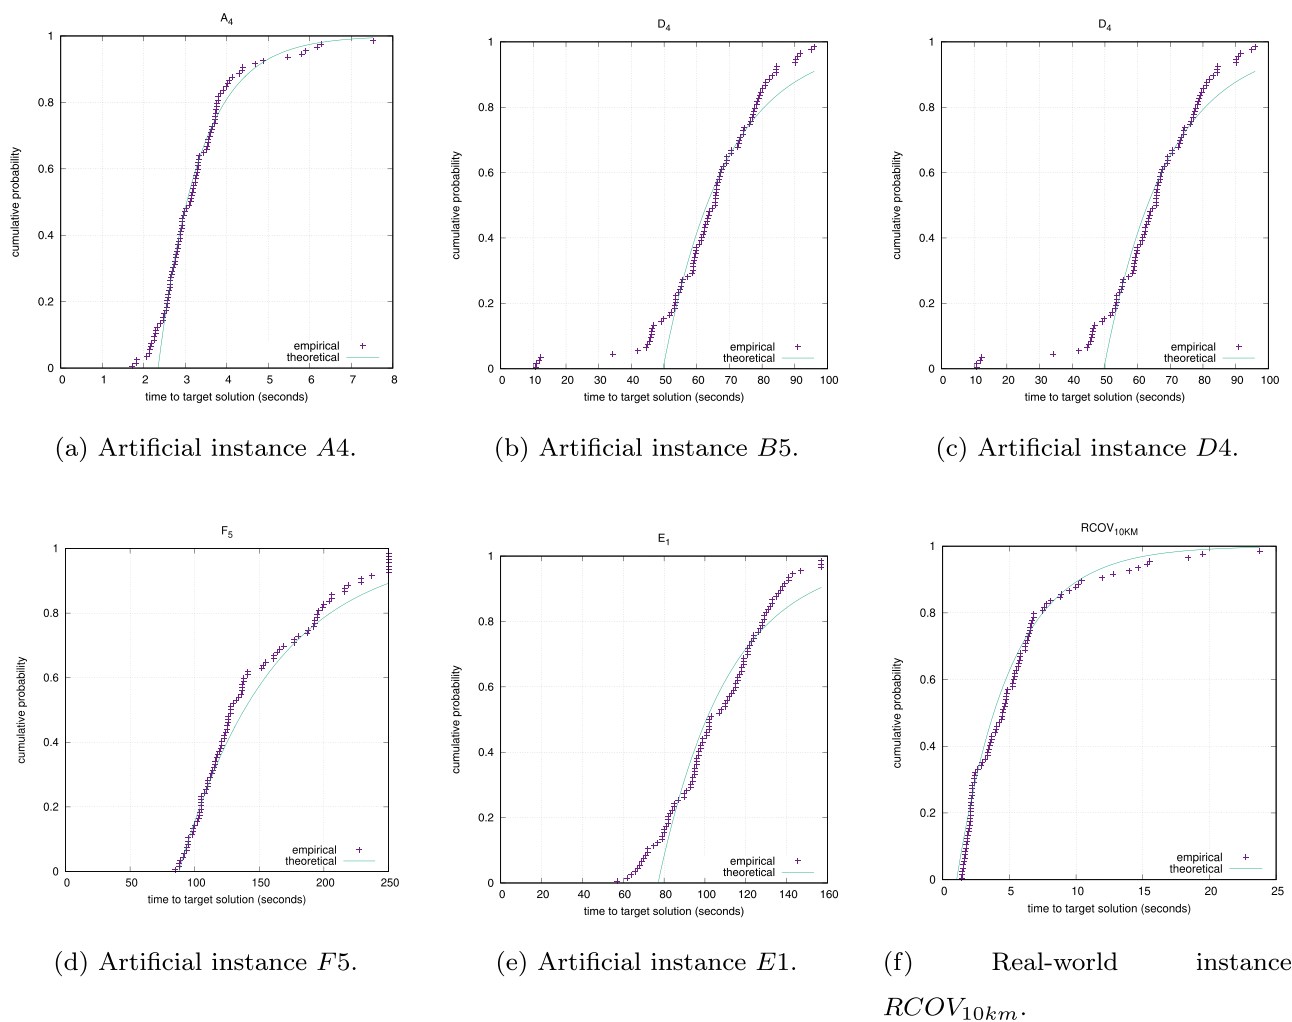 A4
1
0.8
0.6
0.4
0.2
0
cumulative probability
empirical
theoretical
0 1 2 3 4 5 6 7 8
time to target solution (seconds)
(a) Artificial instance A4.
D4
1
0.8
0.6
0.4
0.2
0
cumulative probability
empirical
theoretical
0 10 20 30 40 50 60 70 80 90 100
time to target solution (seconds)
(b) Artificial instance B5.
D4
1
0.8
0.6
0.4
0.2
0
cumulative probability
empirical
theoretical
0 10 20 30 40 50 60 70 80 90 100
time to target solution (seconds)
(c) Artificial instance D4.
F5
1
0.8
0.6
0.4
0.2
0
cumulative probability
empirical
theoretical
0 50 100 150 200 250
time to target solution (seconds)
(d) Artificial instance F5.
E1
1
0.8
0.6
0.4
0.2
0
cumulative probability
empirical
theoretical
0 20 40 60 80 100 120 140 160
time to target solution (seconds)
(e) Artificial instance E1.
RCOV10KM
1
0.8
0.6
0.4
0.2
0
cumulative probability
empirical
theoretical
0 5 10 15 20 25
time to target solution (seconds)
(f) Real-world instance
RCOV10km.